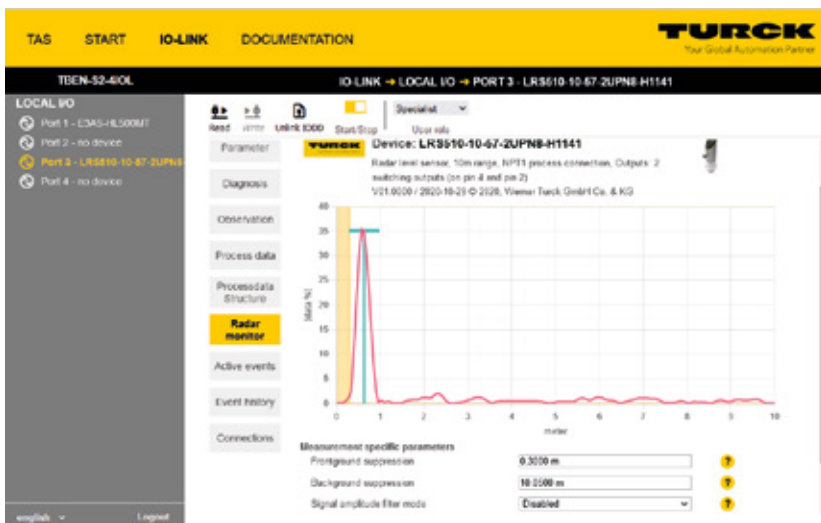 TAS START IO-LINK DOCUMENTATION
TURCK
Your Global Automation Partner
TBEN-S2-4IOL
IO-LINK → LOCAL I/O → PORT 3 - LRS510-10-57-2UPN8-H1141
LOCAL I/O
Port 1 - E3AS-HL500MT
Port 2 - no device
Port 3 - LRS510-10-57-2UPN8
Port 4 - no device
english Logout
Read Write Unlink IODD Start/Stop
Specialist
User role
Parameter
Diagnosis
Observation
Process data
Processdata
Structure
Radar
monitor
Active events
Event history
Connections
TURCK
Device: LRS510-10-57-2UPN8-H1141
Radar level sensor, 10m range, NPT1 process connection, Outputs: 2
switching outputs (on pin 4 and pin 2)
V01.0000 / 2020-10-29 © 2020, Werner Turck GmbH Co. & KG
40
35
30
25
20
15
10
5
0
[data %]
0 1 2 3 4 5 6 7 8 9 10
meter
Measurement specific parameters
Frontground suppression 0.3000 m ?
Background suppression 10.0500 m ?
Signal amplitude filter mode Disabled ?